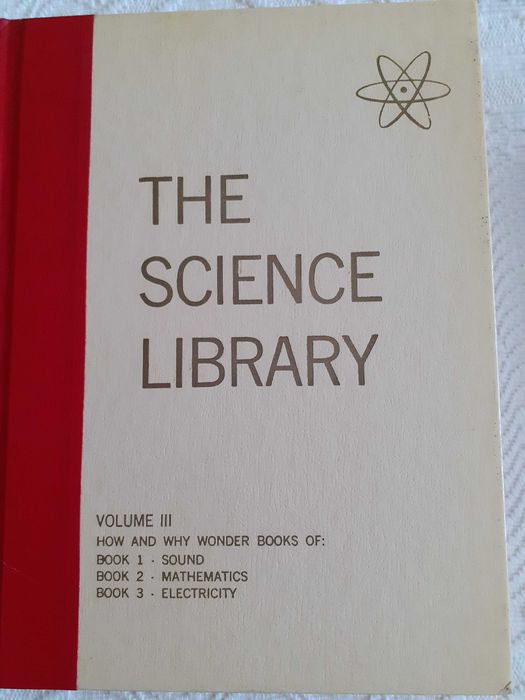 THE
SCIENCE
LIBRARY
VOLUME III
HOW AND WHY WONDER BOOKS OF:
BOOK 1 - SOUND
BOOK 2 - MATHEMATICS
BOOK 3 - ELECTRICITY